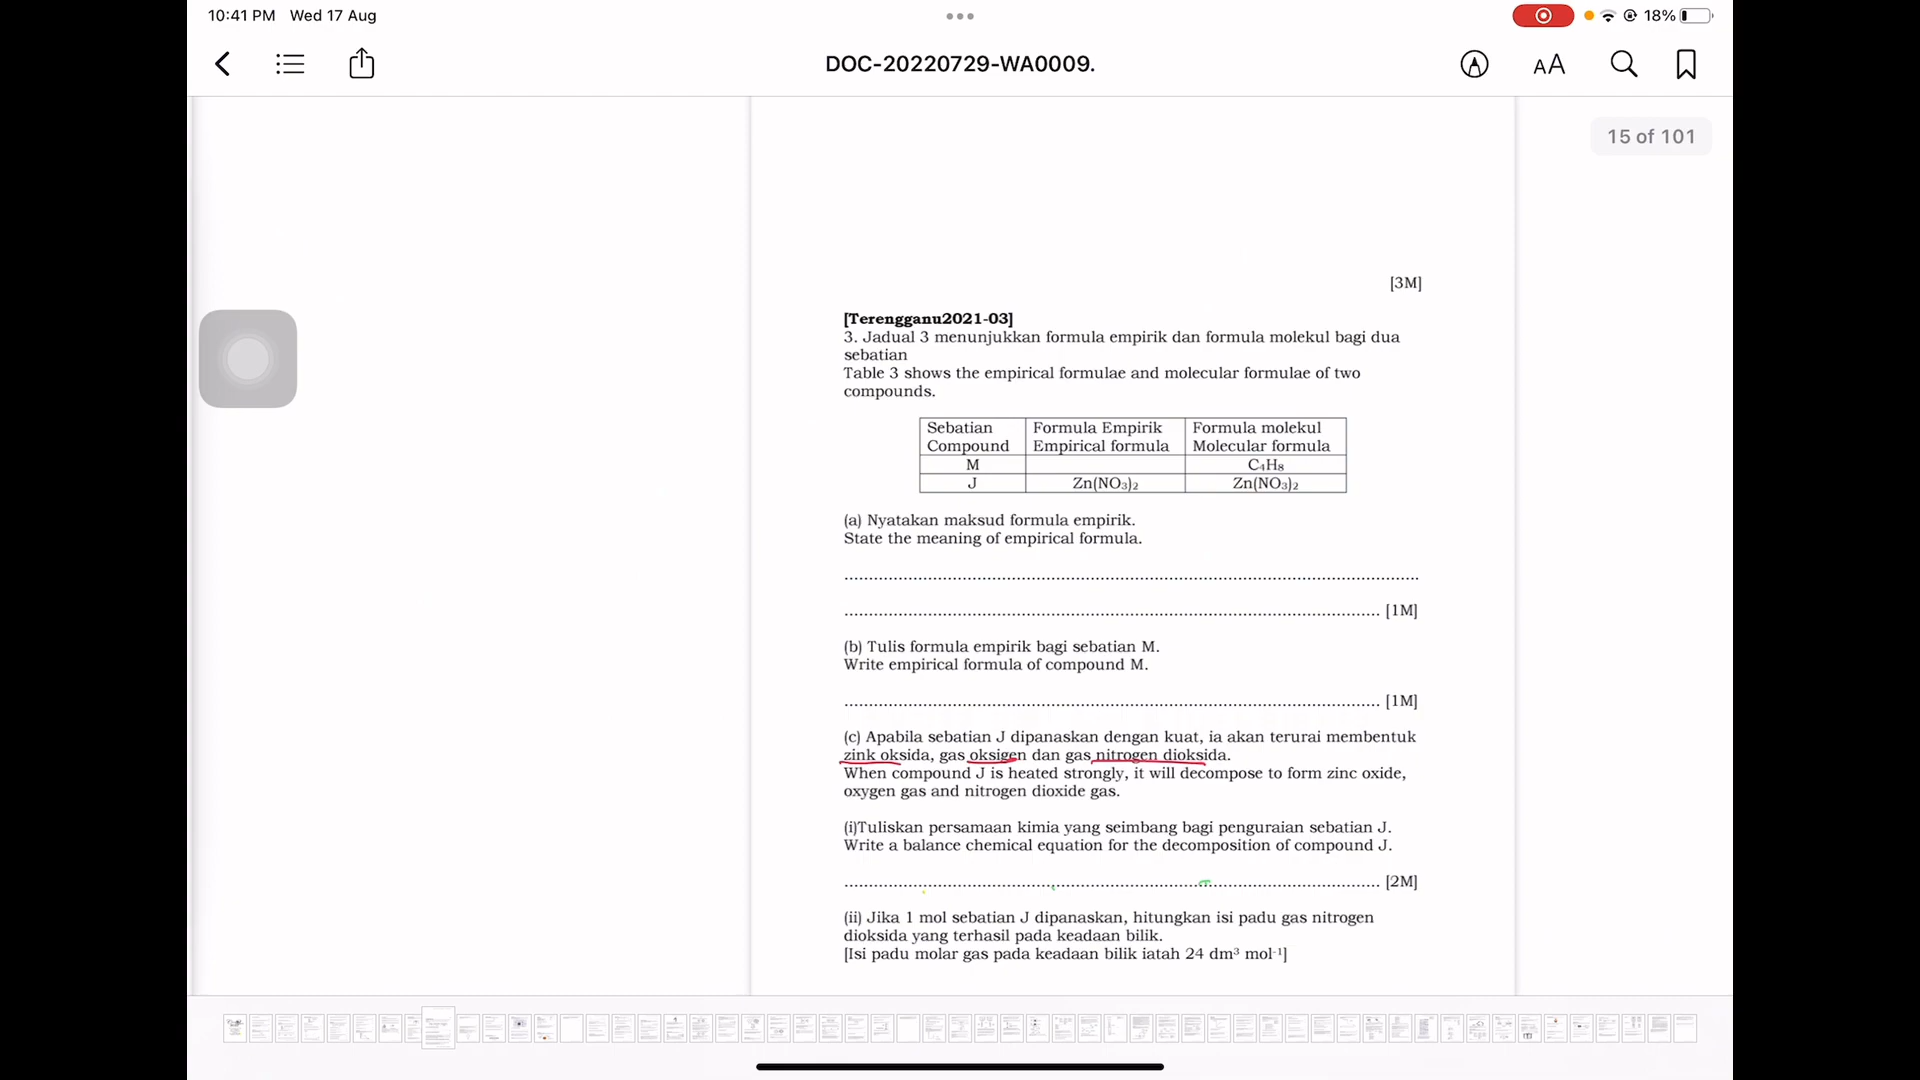 10:41 PM Wed 17 Aug
18%
DOC-20220729-WA0009.
AA
15 of 101
[3M]
[Terengganu2021-03]
3. Jadual 3 menunjukkan formula empirik dan formula molekul bagi dua
sebatian
Table 3 shows the empirical formulae and molecular formulae of two
compounds.
Sebatian Formula Empirik Formula molekul
Compound Empirical formula Molecular formula
M C₄H₈
J Zn(NO₃)₂ Zn(NO₃)₂
(a) Nyatakan maksud formula empirik.
State the meaning of empirical formula.
[1M]
(b) Tulis formula empirik bagi sebatian M.
Write empirical formula of compound M.
[1M]
(c) Apabila sebatian J dipanaskan dengan kuat, ia akan terurai membentuk
zink oksida, gas oksigen dan gas nitrogen dioksida.
When compound J is heated strongly, it will decompose to form zinc oxide,
oxygen gas and nitrogen dioxide gas.
(i)Tuliskan persamaan kimia yang seimbang bagi penguraian sebatian J.
Write a balance chemical equation for the decomposition of compound J.
[2M]
(ii) Jika 1 mol sebatian J dipanaskan, hitungkan isi padu gas nitrogen
dioksida yang terhasil pada keadaan bilik.
[Isi padu molar gas pada keadaan bilik iatah 24 dm³ mol⁻¹]